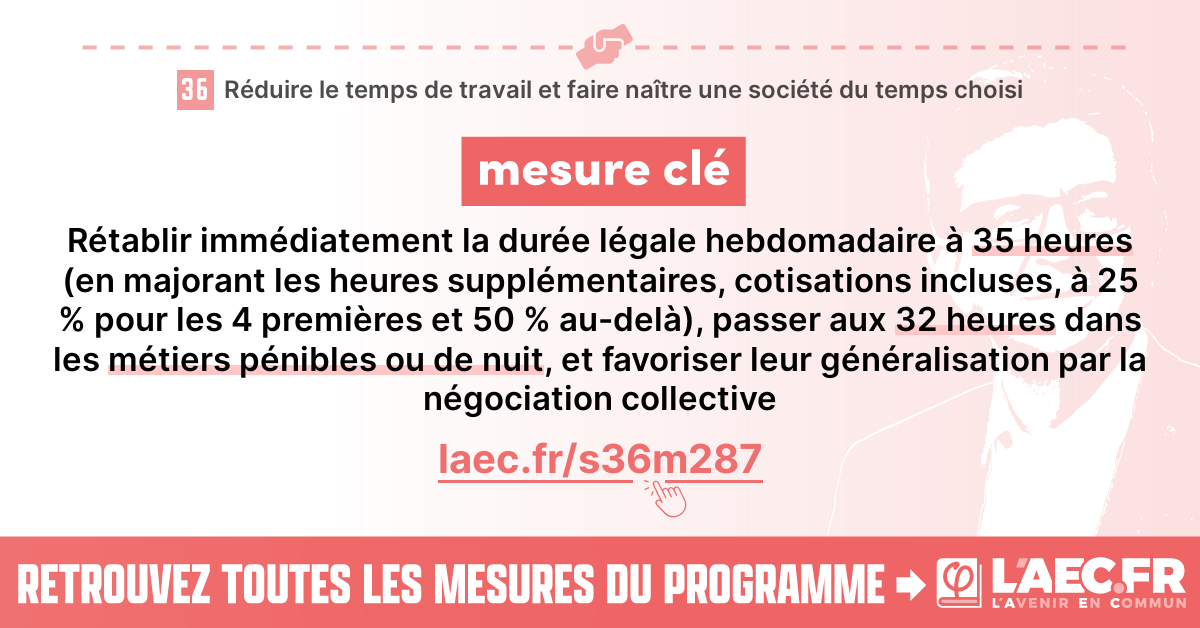 36 Réduire le temps de travail et faire naître une société du temps choisi
mesure clé
Rétablir immédiatement la durée légale hebdomadaire à 35 heures
(en majorant les heures supplémentaires, cotisations incluses, à 25
% pour les 4 premières et 50 % au-delà), passer aux 32 heures dans
les métiers pénibles ou de nuit, et favoriser leur généralisation par la
négociation collective
laec.fr/s36m287
RETROUVEZ TOUTES LES MESURES DU PROGRAMME φ L'AEC.FR
L'AVENIR EN COMMUN